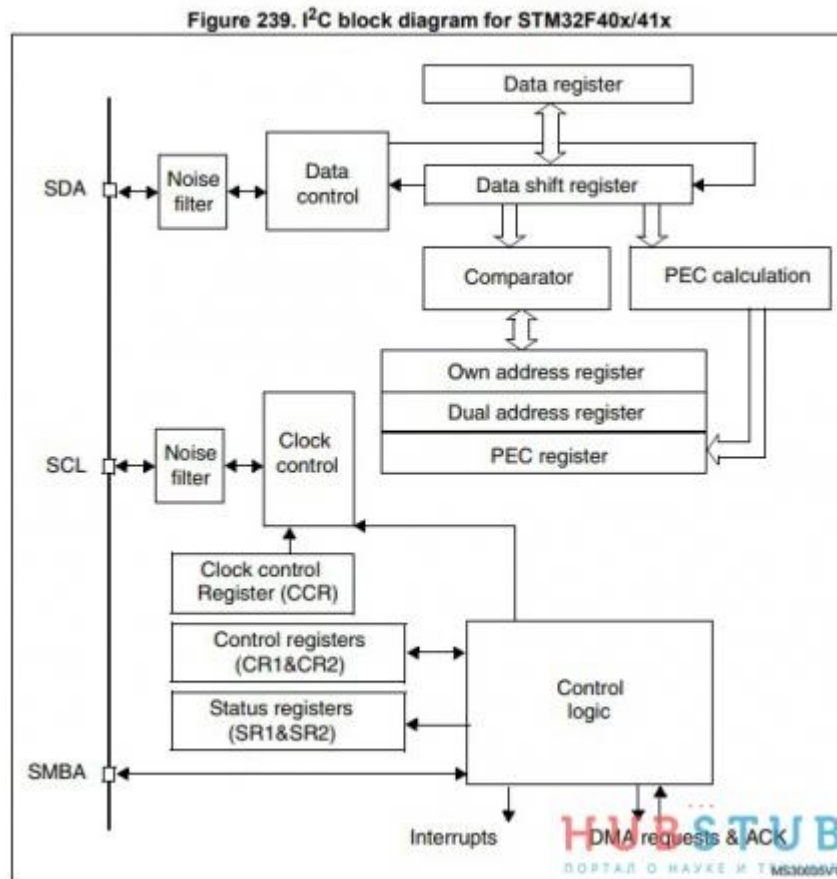 Figure 239. I²C block diagram for STM32F40x/41x
Data register
SDA
Noise
filter
Data
control
Data shift register
Comparator
PEC calculation
Own address register
Dual address register
PEC register
SCL
Noise
filter
Clock
control
Clock control
Register (CCR)
Control registers
(CR1&CR2)
Status registers
(SR1&SR2)
Control
logic
SMBA
Interrupts
DMA requests & ACK
HUBSTUB
ПОРТАЛ О НАУКЕ И